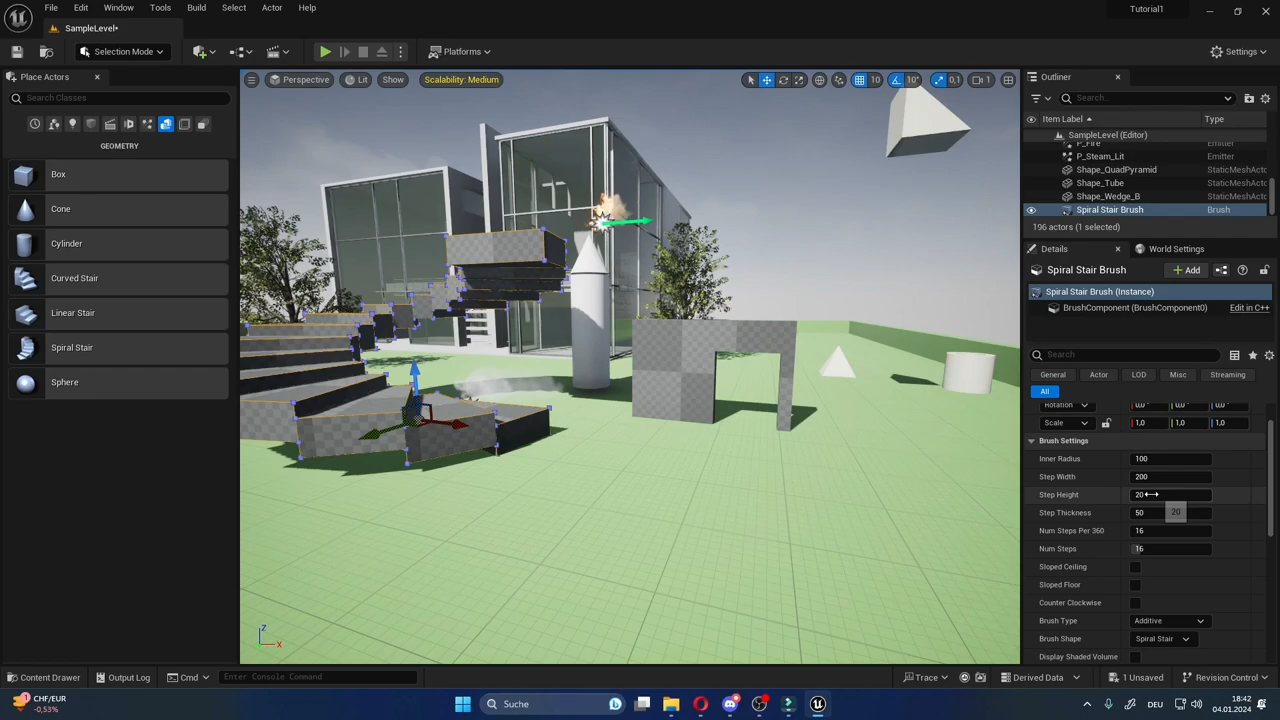 File Edit Tools Build Select Actor Help
Tutorial1
SampleLevel*
Selection Mode
Platforms
Settings
Place Actors
Search Classes
GEOMETRY
Box
Cone
Cylinder
Curved Stair
Linear Stair
Spiral Stair
Sphere
Perspective Lit Show Scalability: Medium
10 10° 0,1 1
Z
X
Outliner
Search...
Item Label Type
SampleLevel (Editor)
P_Fire Emitter
P_Steam_Lit Emitter
Shape_QuadPyramid StaticMeshActo
Shape_Tube StaticMeshActo
Shape_Wedge_B StaticMeshActo
Spiral Stair Brush Brush
196 actors (1 selected)
Details World Settings
Spiral Stair Brush Add
Spiral Stair Brush (Instance)
BrushComponent (BrushComponent0) Edit in C++
Search
General Actor LOD Misc Streaming
All
Rotation 0,0° 0,0° 0,0°
Scale 1,0 1,0 1,0
Brush Settings
Inner Radius 100
Step Width 200
Step Height 20
Step Thickness 50 20
Num Steps Per 360 16
Num Steps 16
Sloped Ceiling
Sloped Floor
Counter Clockwise
Brush Type Additive
Brush Shape Spiral Stair
Display Shaded Volume
Content Drawer Output Log Cmd Enter Console Command
Trace Derived Data 1 Unsaved Revision Control
CHF/EUR
-0,53%
Suche
DEU
18:42
04.01.2024